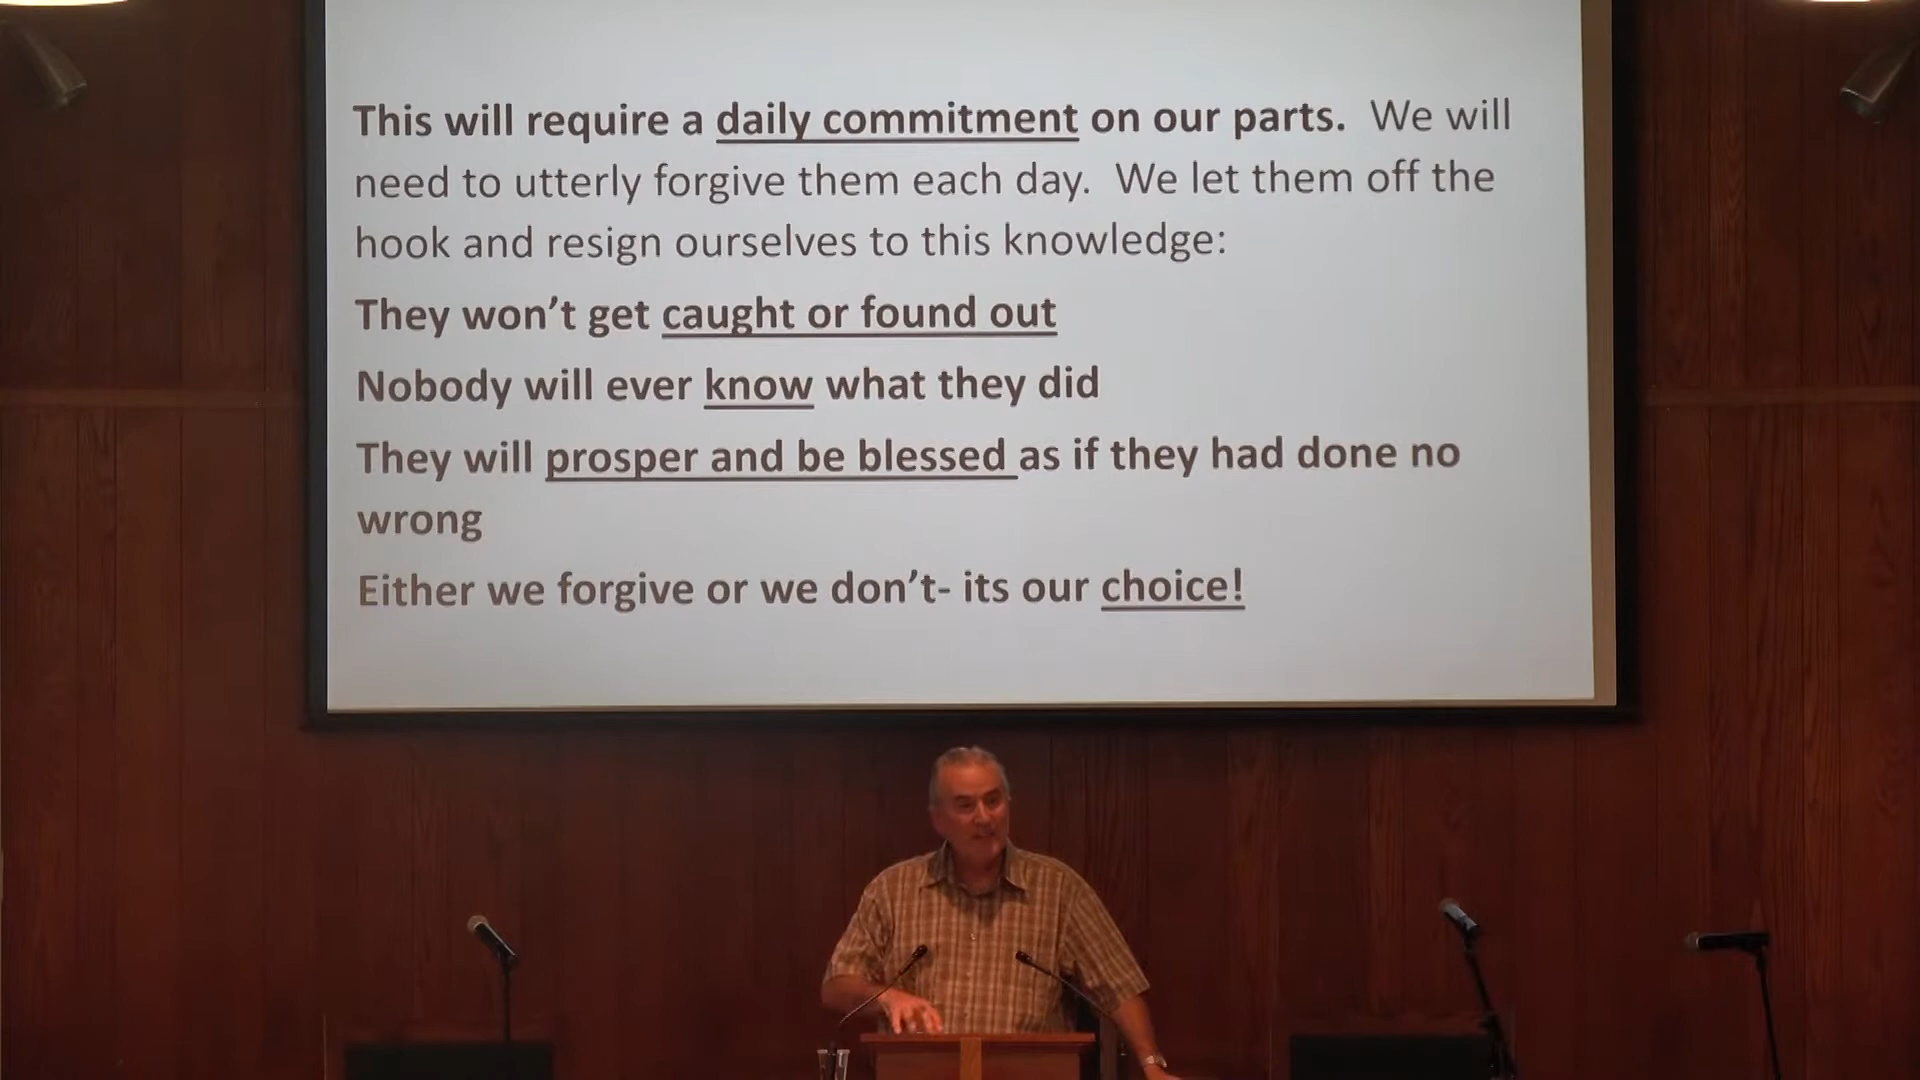 This will require a daily commitment on our parts.  We will
need to utterly forgive them each day.  We let them off the
hook and resign ourselves to this knowledge:
They won’t get caught or found out
Nobody will ever know what they did
They will prosper and be blessed as if they had done no
wrong
Either we forgive or we don’t- its our choice!